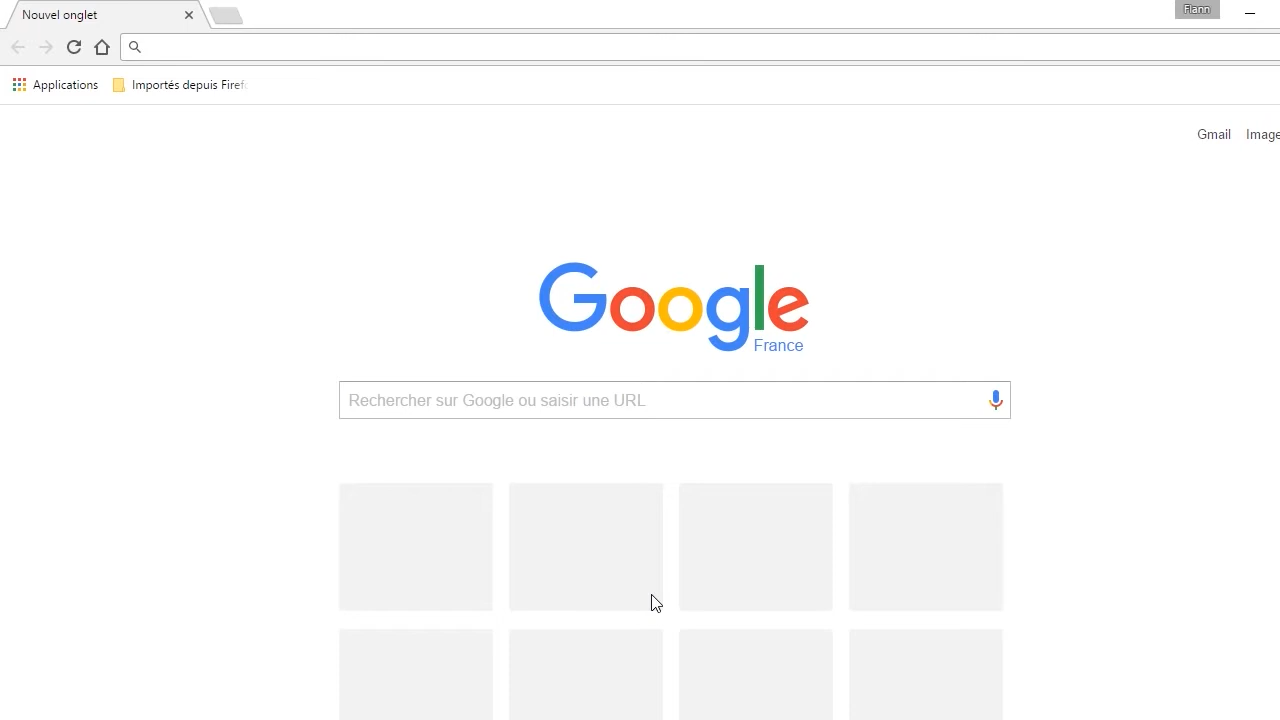 Nouvel onglet
Flann
Applications
Importés depuis Firef
Gmail
Image
Google
France
Rechercher sur Google ou saisir une URL